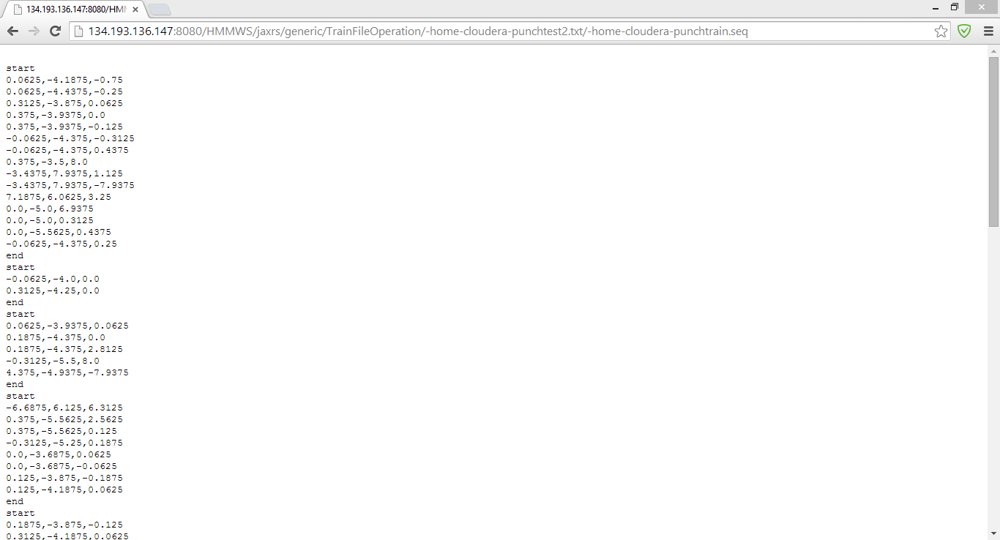 134.193.136.147:8080/HM
134.193.136.147:8080/HMMWS/jaxrs/generic/TrainFileOperation/-home-cloudera-punchtest2.txt/-home-cloudera-punchtrain.seq
start
0.0625,-4.1875,-0.75
0.0625,-4.4375,-0.25
0.3125,-3.875,0.0625
0.375,-3.9375,0.0
0.375,-3.9375,-0.125
-0.0625,-4.375,-0.3125
-0.0625,-4.375,0.4375
0.375,-3.5,8.0
-3.4375,7.9375,1.125
-3.4375,7.9375,-7.9375
7.1875,6.0625,3.25
0.0,-5.0,6.9375
0.0,-5.0,0.3125
0.0,-5.5625,0.4375
-0.0625,-4.375,0.25
end
start
-0.0625,-4.0,0.0
0.3125,-4.25,0.0
end
start
0.0625,-3.9375,0.0625
0.1875,-4.375,0.0
0.1875,-4.375,2.8125
-0.3125,-5.5,8.0
4.375,-4.9375,-7.9375
end
start
-6.6875,6.125,6.3125
0.375,-5.5625,2.5625
0.375,-5.5625,0.125
-0.3125,-5.25,0.1875
0.0,-3.6875,0.0625
0.0,-3.6875,-0.0625
0.125,-3.875,-0.1875
0.125,-4.1875,0.0625
end
start
0.1875,-3.875,-0.125
0.3125,-4.1875,0.0625